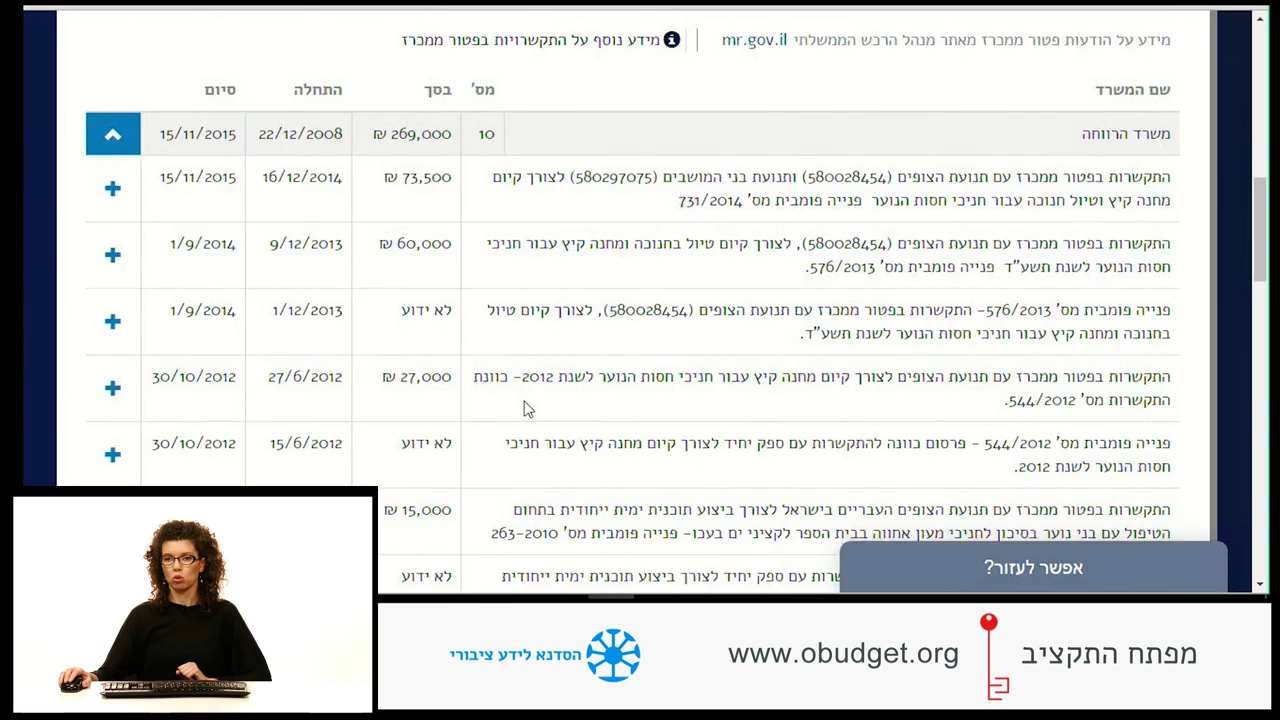 מידע על הודעות פטור ממכרז מאתר מנהל הרכש הממשלתי mr.gov.il | מידע נוסף על התקשרויות בפטור ממכרז
שם המשרד מס' בסך התחלה סיום
משרד הרווחה 10 269,000 ₪ 22/12/2008 15/11/2015
התקשרות בפטור ממכרז עם תנועת הצופים (580028454) ותנועת בני המושבים (580297075) לצורך קיום 73,500 ₪ 16/12/2014 15/11/2015
מחנה קיץ וטיול חנוכה עבור חניכי חסות הנוער פנייה פומבית מס' 731/2014
התקשרות בפטור ממכרז עם תנועת הצופים (580028454), לצורך קיום טיול בחנוכה ומחנה קיץ עבור חניכי 60,000 ₪ 9/12/2013 1/9/2014
חסות הנוער לשנת תשע"ד פנייה פומבית מס' 576/2013.
פנייה פומבית מס' 576/2013- התקשרות בפטור ממכרז עם תנועת הצופים (580028454), לצורך קיום טיול לא ידוע 1/12/2013 1/9/2014
בחנוכה ומחנה קיץ עבור חניכי חסות הנוער לשנת תשע"ד.
התקשרות בפטור ממכרז עם תנועת הצופים לצורך קיום מחנה קיץ עבור חניכי חסות הנוער לשנת 2012- כוונת 27,000 ₪ 27/6/2012 30/10/2012
התקשרות מס' 544/2012.
פנייה פומבית מס' 544/2012 - פרסום כוונה להתקשרות עם ספק יחיד לצורך קיום מחנה קיץ עבור חניכי לא ידוע 15/6/2012 30/10/2012
חסות הנוער לשנת 2012.
התקשרות בפטור ממכרז עם תנועת הצופים העבריים בישראל לצורך ביצוע תוכנית ימית ייחודית בתחום 15,000 ₪
הטיפול עם בני נוער בסיכון לחניכי מעון אחווה בבית הספר לקציני ים בעכו- פנייה פומבית מס' 263-2010
עם ספק יחיד לצורך ביצוע תוכנית ימית ייחודית לא ידוע
אפשר לעזור?
מפתח התקציב www.obudget.org הסדנא לידע ציבורי